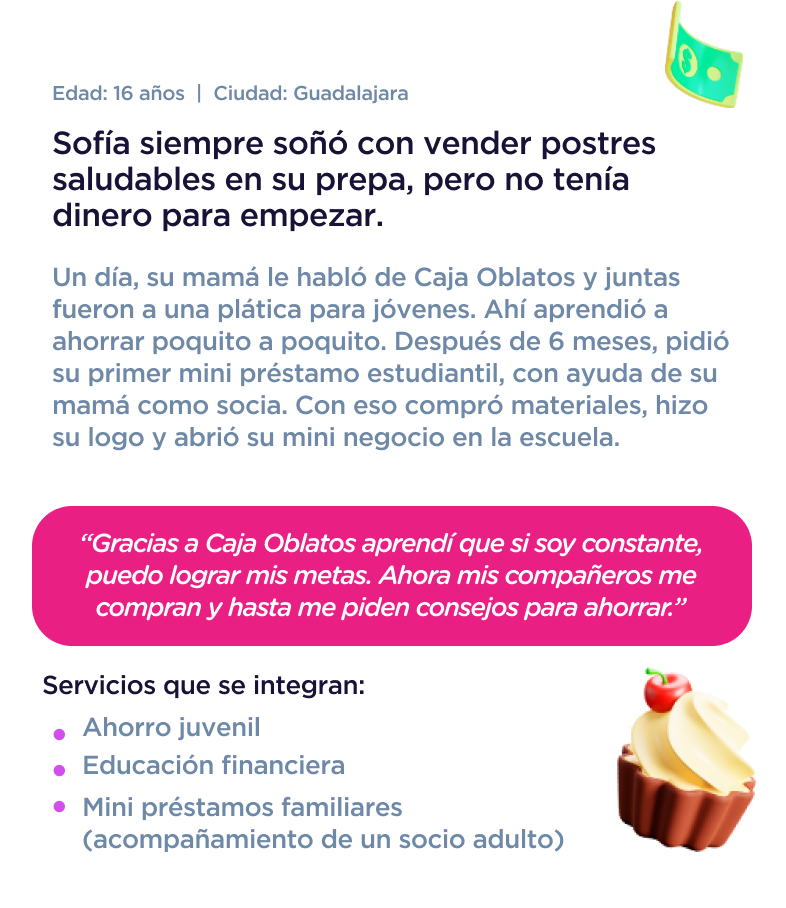 Edad: 16 años | Ciudad: Guadalajara
Sofía siempre soñó con vender postres
saludables en su prepa, pero no tenía
dinero para empezar.
Un día, su mamá le habló de Caja Oblatos y juntas
fueron a una plática para jóvenes. Ahí aprendió a
ahorrar poquito a poquito. Después de 6 meses, pidió
su primer mini préstamo estudiantil, con ayuda de su
mamá como socia. Con eso compró materiales, hizo
su logo y abrió su mini negocio en la escuela.
“Gracias a Caja Oblatos aprendí que si soy constante,
puedo lograr mis metas. Ahora mis compañeros me
compran y hasta me piden consejos para ahorrar.”
Servicios que se integran:
Ahorro juvenil
Educación financiera
Mini préstamos familiares
(acompañamiento de un socio adulto)